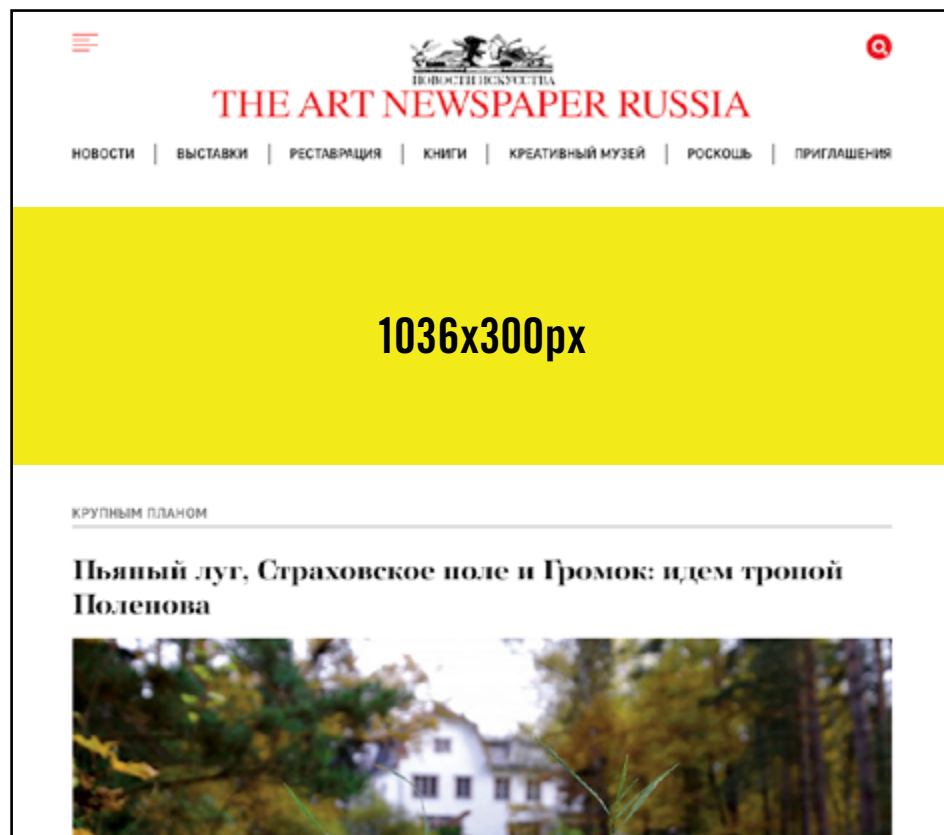 НОВОСТИ ИСКУССТВА
THE ART NEWSPAPER RUSSIA
НОВОСТИ | ВЫСТАВКИ | РЕСТАВРАЦИЯ | КНИГИ | КРЕАТИВНЫЙ МУЗЕЙ | РОСКОШЬ | ПРИГЛАШЕНИЯ
1036x300px
КРУПНЫМ ПЛАНОМ
Пьяный луг, Страховское поле и Громок: идем тропой
Поленова